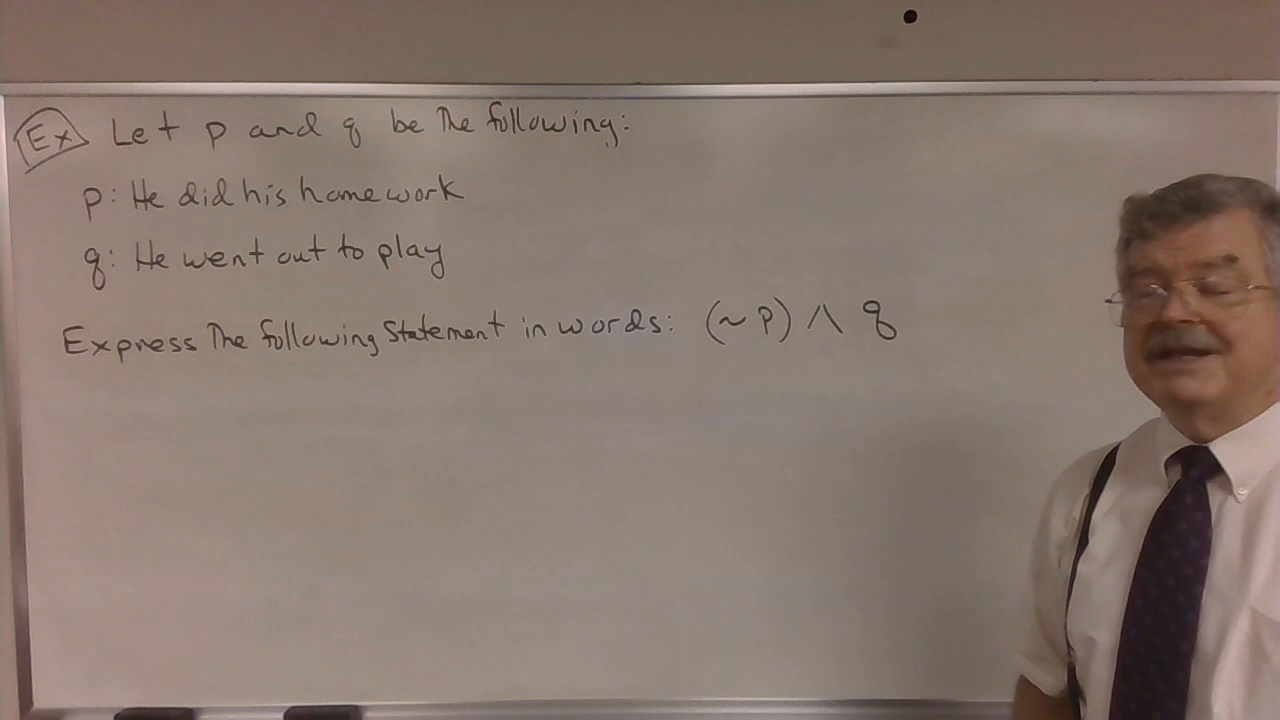 Ex Let p and q be the following:
p: He did his homework
q: He went out to play
Express the following statement in words: (~p) ∧ q